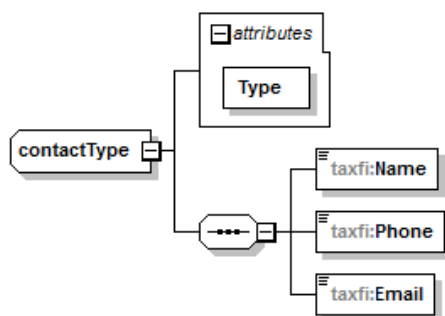 attributes
Type
contactType
taxfi:Name
taxfi:Phone
taxfi:Email